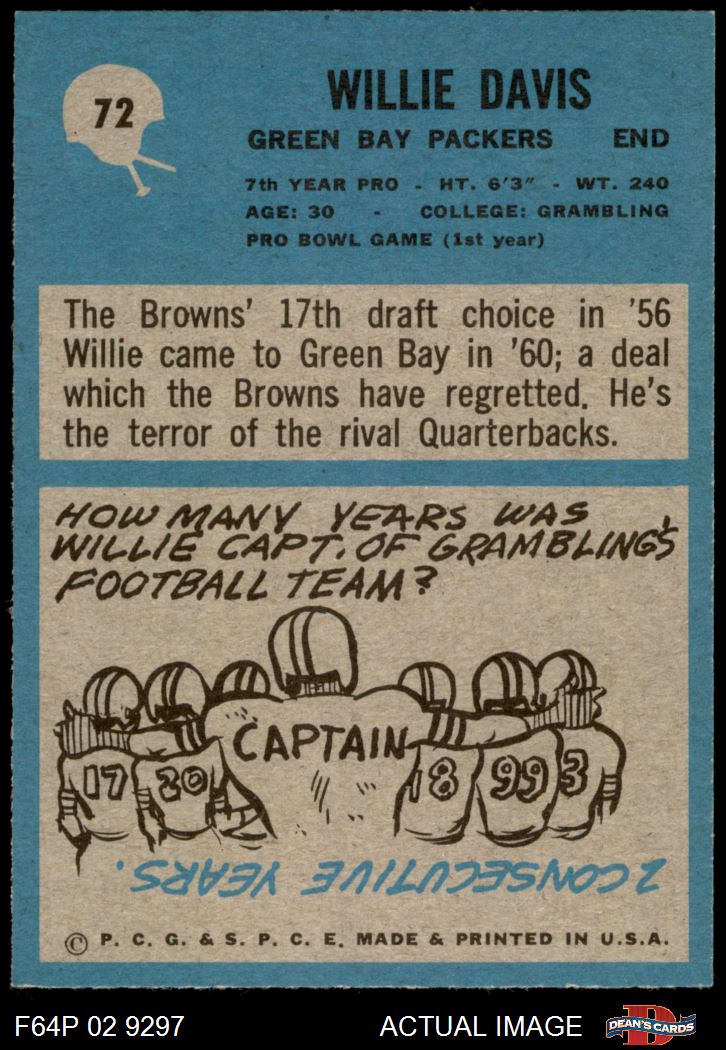 72
WILLIE DAVIS
GREEN BAY PACKERS END
7th YEAR PRO - HT. 6'3" - WT. 240
AGE: 30 - COLLEGE: GRAMBLING
PRO BOWL GAME (1st year)
The Browns' 17th draft choice in '56
Willie came to Green Bay in '60; a deal
which the Browns have regretted. He's
the terror of the rival Quarterbacks.
HOW MANY YEARS WAS
WILLIE CAPT. OF GRAMBLING'S
FOOTBALL TEAM?
CAPTAIN
17 20 18 99 3
2 CONSECUTIVE YEARS.
© P. C. G. & S. P. C. E. MADE & PRINTED IN U.S.A.
F64P 02 9297 ACTUAL IMAGE D DEAN'S CARDS